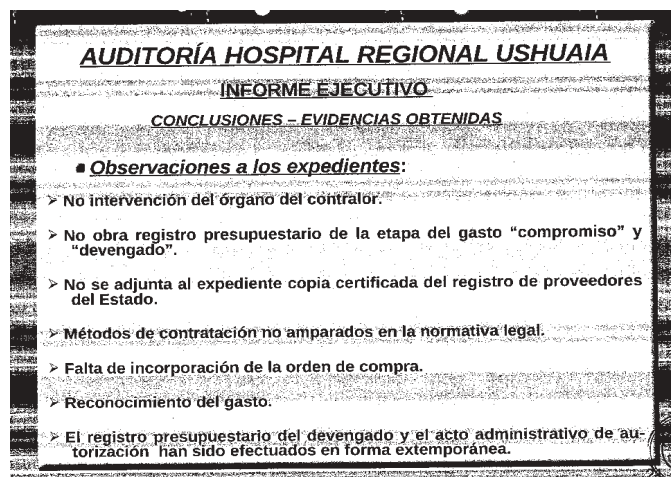 AUDITORÍA HOSPITAL REGIONAL USHUAIA
INFORME EJECUTIVO
CONCLUSIONES – EVIDENCIAS OBTENIDAS
Observaciones a los expedientes:
➢ No intervención del órgano del contralor.
➢ No obra registro presupuestario de la etapa del gasto “compromiso” y
“devengado”.
➢ No se adjunta al expediente copia certificada del registro de proveedores
del Estado.
➢ Métodos de contratación no amparados en la normativa legal.
➢ Falta de incorporación de la orden de compra.
➢ Reconocimiento del gasto.
➢ El registro presupuestario del devengado y el acto administrativo de au-
torización han sido efectuados en forma extemporánea.